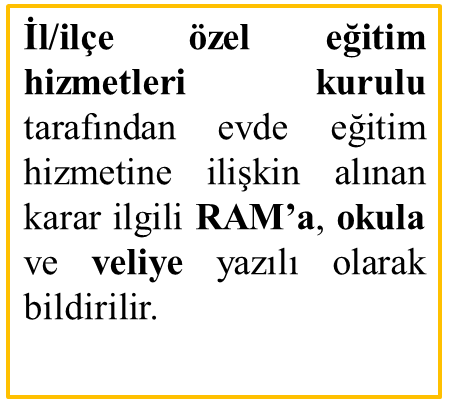 İl/ilçe özel eğitim
hizmetleri kurulu
tarafından evde eğitim
hizmetine ilişkin alınan
karar ilgili RAM’a, okula
ve veliye yazılı olarak
bildirilir.